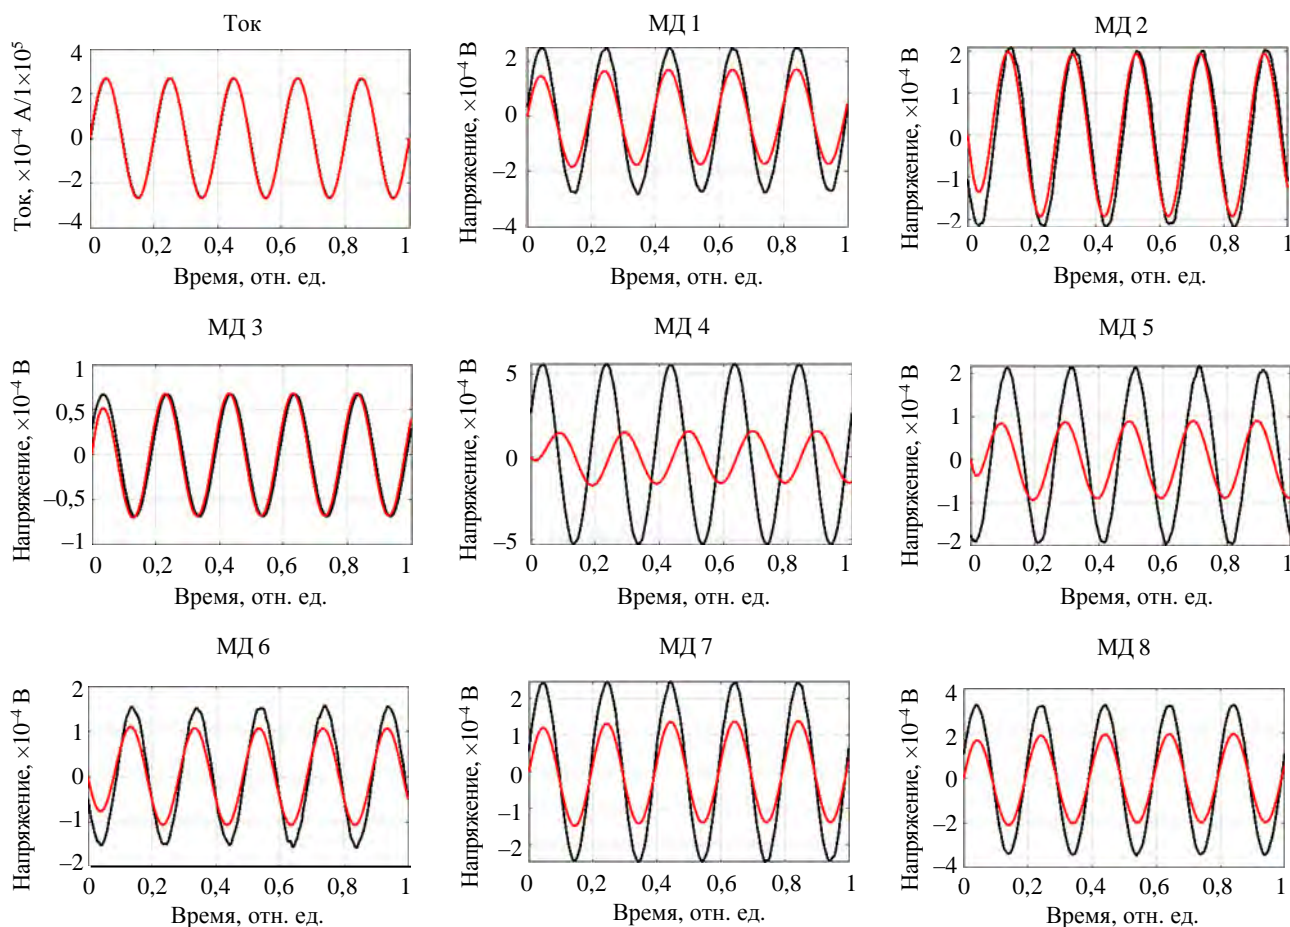 Ток
Ток, ×10⁻⁴ А/1×10⁵
4
2
0
−2
−4
0 0,2 0,4 0,6 0,8 1
Время, отн. ед.
МД 1
Напряжение, ×10⁻⁴ В
2
0
−2
−4
0 0,2 0,4 0,6 0,8 1
Время, отн. ед.
МД 2
Напряжение, ×10⁻⁴ В
2
1
0
−1
−2
0 0,2 0,4 0,6 0,8 1
Время, отн. ед.
МД 3
Напряжение, ×10⁻⁴ В
1
0,5
0
−0,5
−1
0 0,2 0,4 0,6 0,8 1
Время, отн. ед.
МД 4
Напряжение, ×10⁻⁴ В
5
0
−5
0 0,2 0,4 0,6 0,8 1
Время, отн. ед.
МД 5
Напряжение, ×10⁻⁴ В
2
1
0
−1
−2
0 0,2 0,4 0,6 0,8 1
Время, отн. ед.
МД 6
Напряжение, ×10⁻⁴ В
2
1
0
−1
−2
0 0,2 0,4 0,6 0,8 1
Время, отн. ед.
МД 7
Напряжение, ×10⁻⁴ В
2
1
0
−1
−2
0 0,2 0,4 0,6 0,8 1
Время, отн. ед.
МД 8
Напряжение, ×10⁻⁴ В
4
2
0
−2
−4
0 0,2 0,4 0,6 0,8 1
Время, отн. ед.